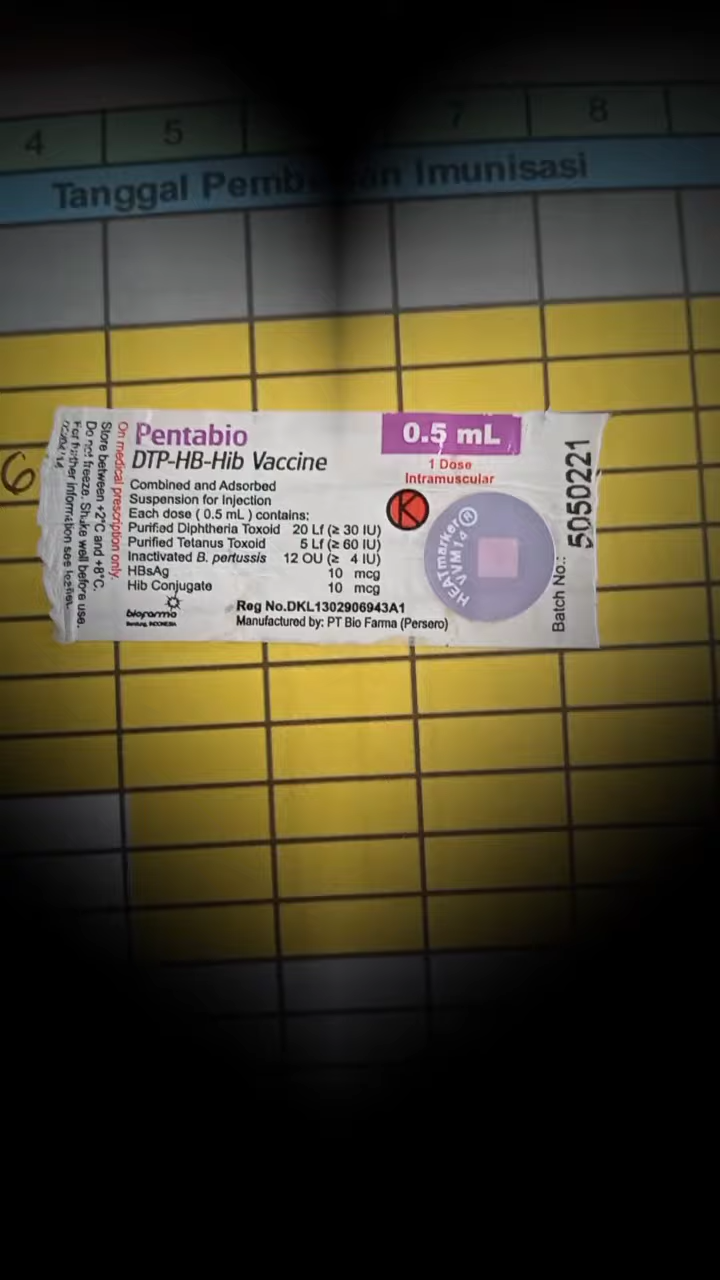 4 5 7 8
Tanggal Imunisasi
6
Pentabio
DTP-HB-Hib Vaccine
Combined and Adsorbed
Suspension for Injection
Each dose ( 0.5 mL ) contains:
Purified Diphtheria Toxoid 20 Lf (≥ 30 IU)
Purified Tetanus Toxoid 5 Lf (≥ 60 IU)
Inactivated B. pertussis 12 OU (≥ 4 IU)
HBsAg 10 mcg
Hib Conjugate 10 mcg
biofarma
Bandung, INDONESIA
Reg No.DKL1302906943A1
Manufactured by: PT Bio Farma (Persero)
0.5 mL
1 Dose
Intramuscular
K
HEATmarker®
VVM14
Batch No.: 5050221
On medical prescription only.
Store between +2°C and +8°C.
Do not freeze. Shake well before use.
For further information see leaflet.